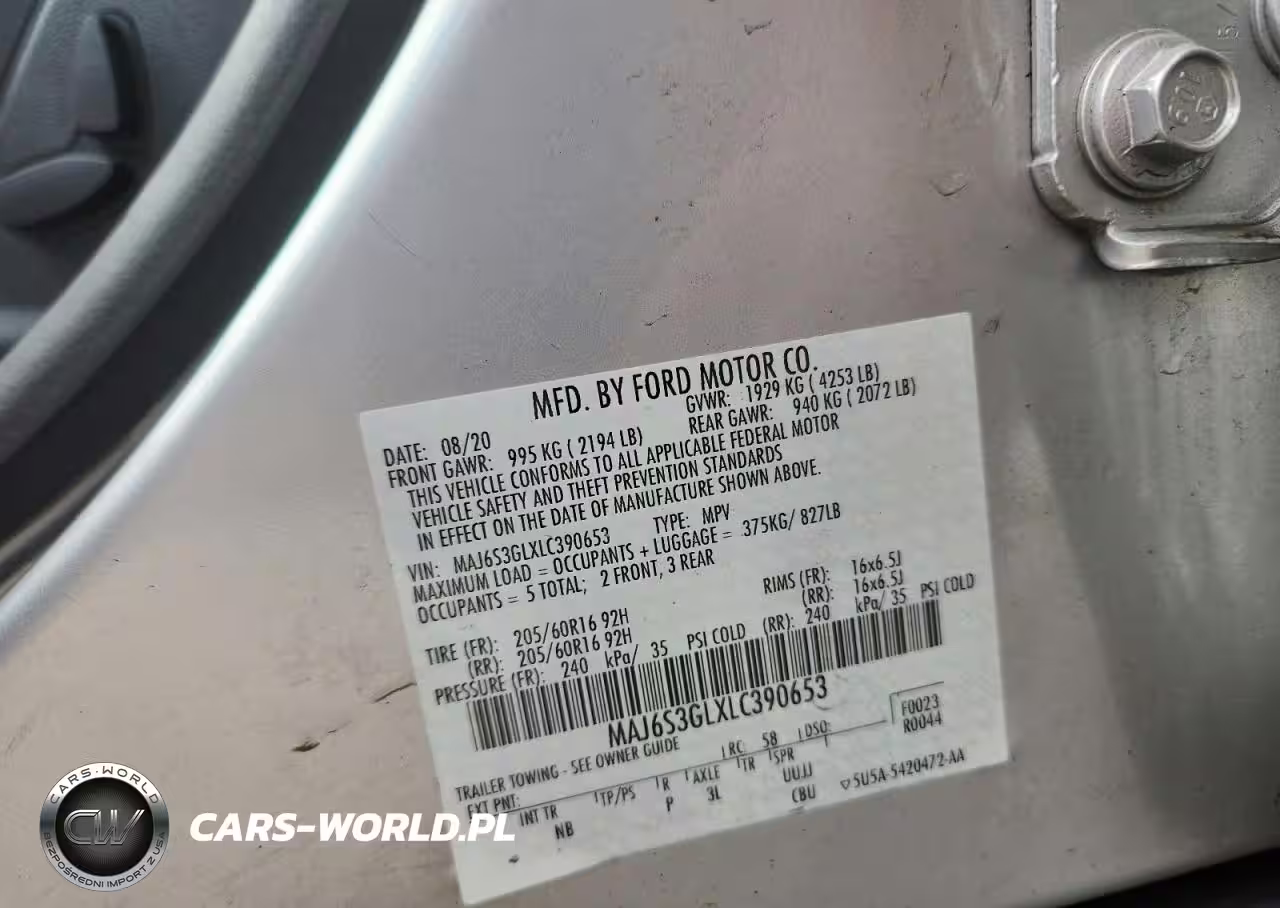 MFD. BY FORD MOTOR CO.
DATE: 08/20 GVWR: 1929 KG ( 4253 LB)
FRONT GAWR: 995 KG ( 2194 LB) REAR GAWR: 940 KG ( 2072 LB)
THIS VEHICLE CONFORMS TO ALL APPLICABLE FEDERAL MOTOR
VEHICLE SAFETY AND THEFT PREVENTION STANDARDS
IN EFFECT ON THE DATE OF MANUFACTURE SHOWN ABOVE.
VIN: MAJ6S3GLXLC390653 TYPE: MPV
MAXIMUM LOAD = OCCUPANTS + LUGGAGE = 375KG/ 827LB
OCCUPANTS = 5 TOTAL; 2 FRONT, 3 REAR
TIRE (FR): 205/60R16 92H RIMS (FR): 16x6.5J
(RR): 205/60R16 92H (RR): 16x6.5J
PRESSURE (FR): 240 kPa/ 35 PSI COLD (RR): 240 kPa/ 35 PSI COLD
MAJ6S3GLXLC390653
F0023
R0044
TRAILER TOWING - SEE OWNER GUIDE
EXT PNT: RC: 58 DSO:
INT TR TP/PS R AXLE TR SPR
NB P 3L UUJJ
CBU
5U5A-5420472-AA
CARS-WORLD
CW
BEZPOŚREDNI IMPORT Z USA
CARS-WORLD.PL